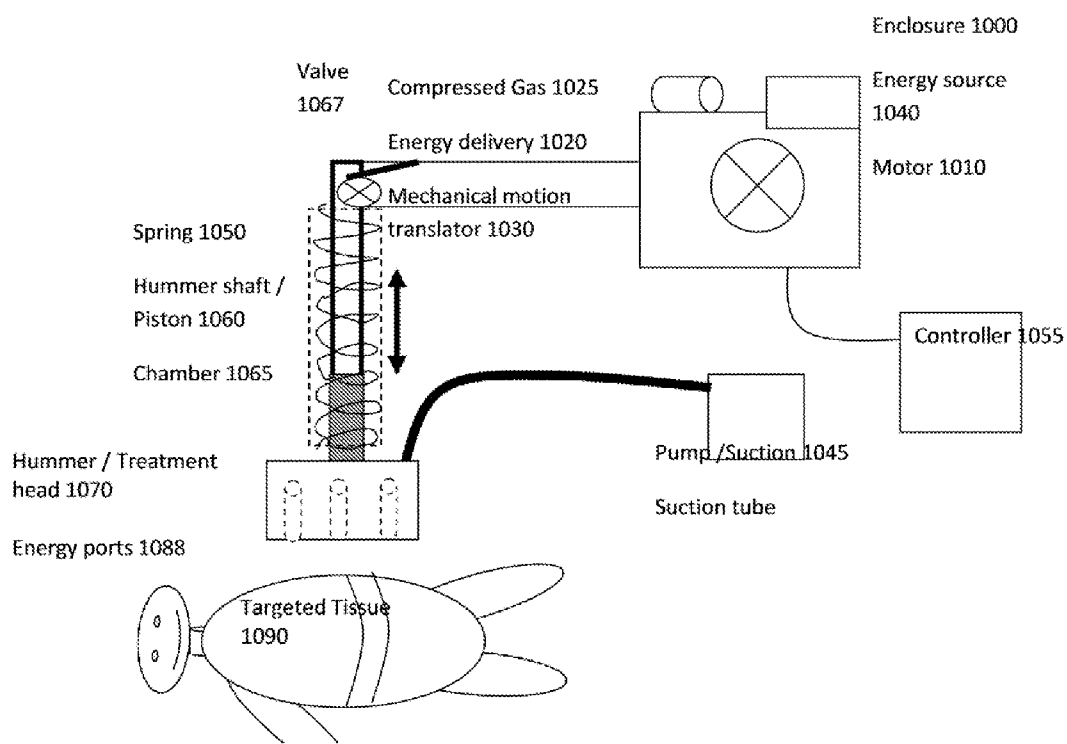 Enclosure 1000
Valve
1067
Compressed Gas 1025
Energy source
1040
Energy delivery 1020
Motor 1010
Mechanical motion
translator 1030
Spring 1050
Hummer shaft /
Piston 1060
Chamber 1065
Controller 1055
Hummer / Treatment
head 1070
Pump /Suction 1045
Suction tube
Energy ports 1088
Targeted Tissue
1090